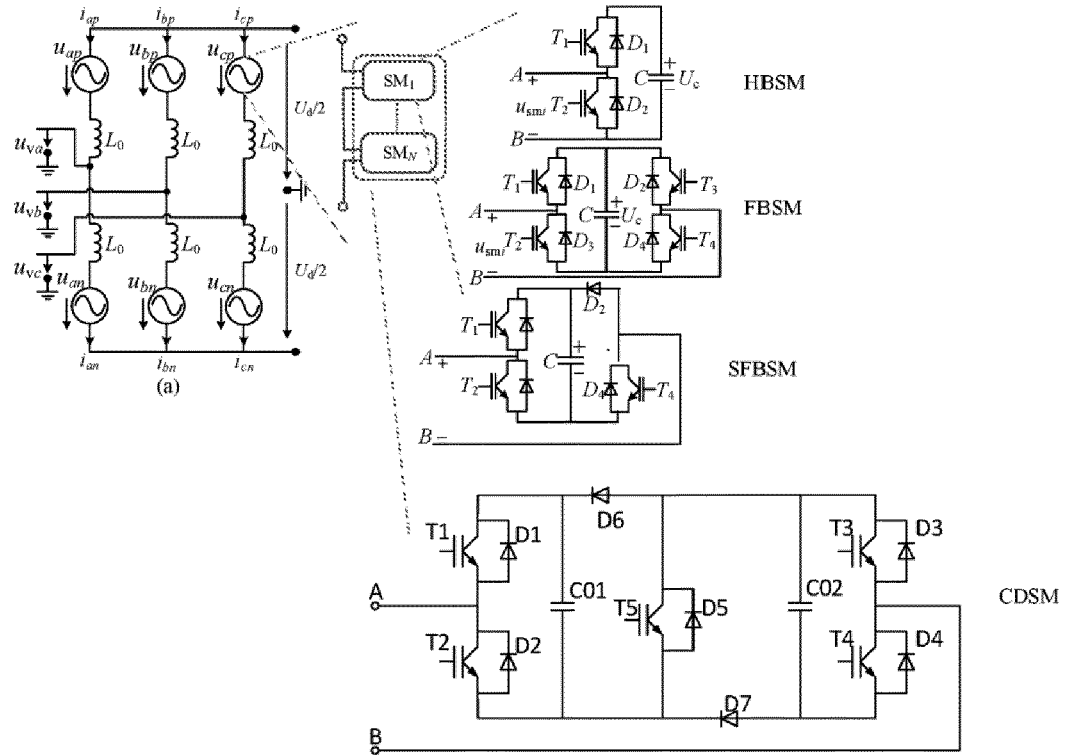 i_ap i_bp i_cp
u_ap u_bp u_cp
L_0 L_0 L_0
u_va
u_vb
u_vc
L_0 L_0 L_0
u_an u_bn u_cn
i_an i_bn i_cn
(a)
U_d/2
U_d/2
SM_1
SM_N
T_1 D_1
A + C + U_c
−
u_smi T_2 D_2
B −
HBSM
T_1 D_1 D_2 T_3
A + C + U_c
−
u_smi T_2 D_3 D_4 T_4
B −
FBSM
D_2
T_1
A + C +
−
T_2 D_4 T_4
B −
SFBSM
D6
T1 D1 T3 D3
A C01 T5 D5 C02
T2 D2 T4 D4
D7
B
CDSM